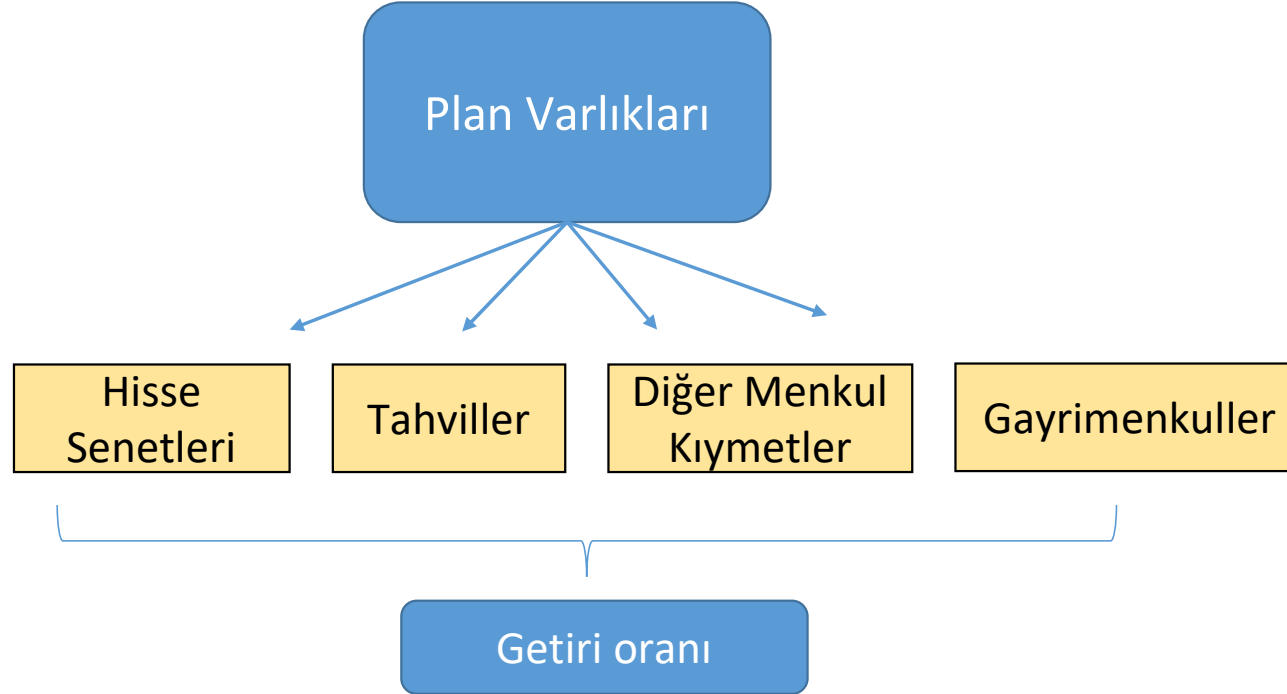 Plan Varlıkları
Hisse
Senetleri
Tahviller
Diğer Menkul
Kıymetler
Gayrimenkuller
Getiri oranı